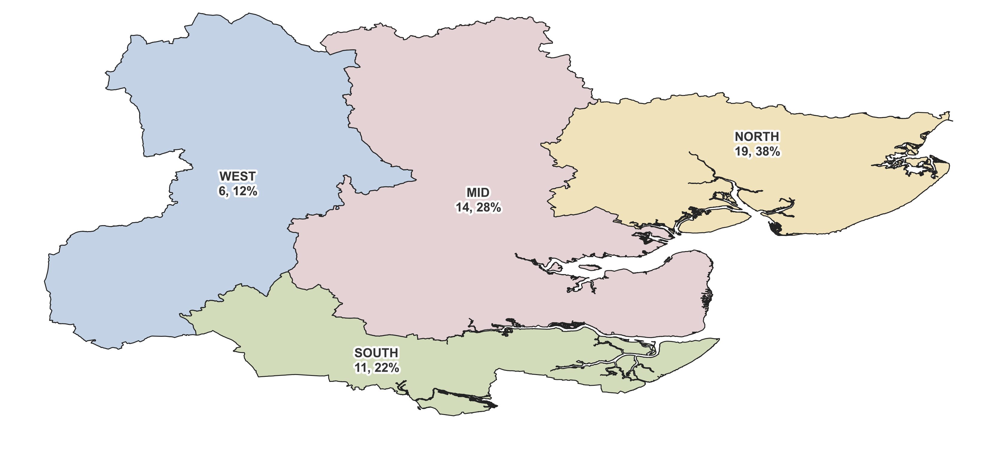 NORTH
19, 38%
WEST
6, 12%
MID
14, 28%
SOUTH
11, 22%